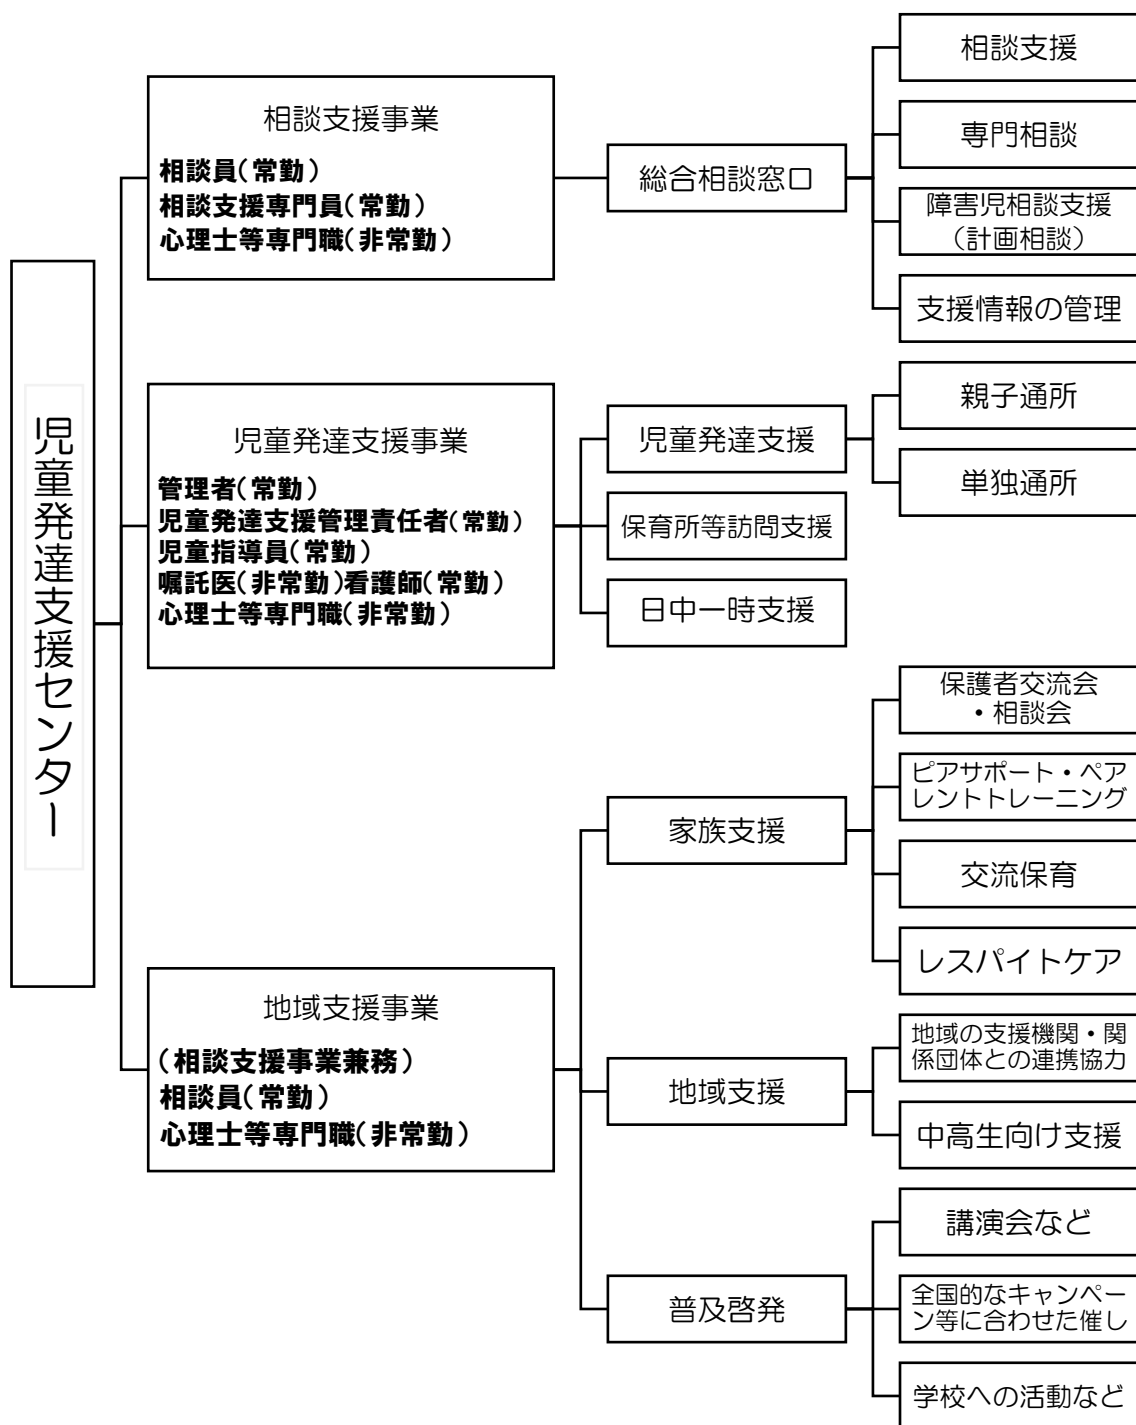 児童発達支援センター
相談支援事業
相談員(常勤)
相談支援専門員(常勤)
心理士等専門職(非常勤)
総合相談窓口
相談支援
専門相談
障害児相談支援
(計画相談)
支援情報の管理
児童発達支援事業
管理者(常勤)
児童発達支援管理責任者(常勤)
児童指導員(常勤)
嘱託医(非常勤)看護師(常勤)
心理士等専門職(非常勤)
児童発達支援
親子通所
単独通所
保育所等訪問支援
日中一時支援
地域支援事業
(相談支援事業兼務)
相談員(常勤)
心理士等専門職(非常勤)
家族支援
保護者交流会
・相談会
ピアサポート・ペア
レントトレーニング
交流保育
レスパイトケア
地域支援
地域の支援機関・関
係団体との連携協力
中高生向け支援
普及啓発
講演会など
全国的なキャンペー
ン等に合わせた催し
学校への活動など